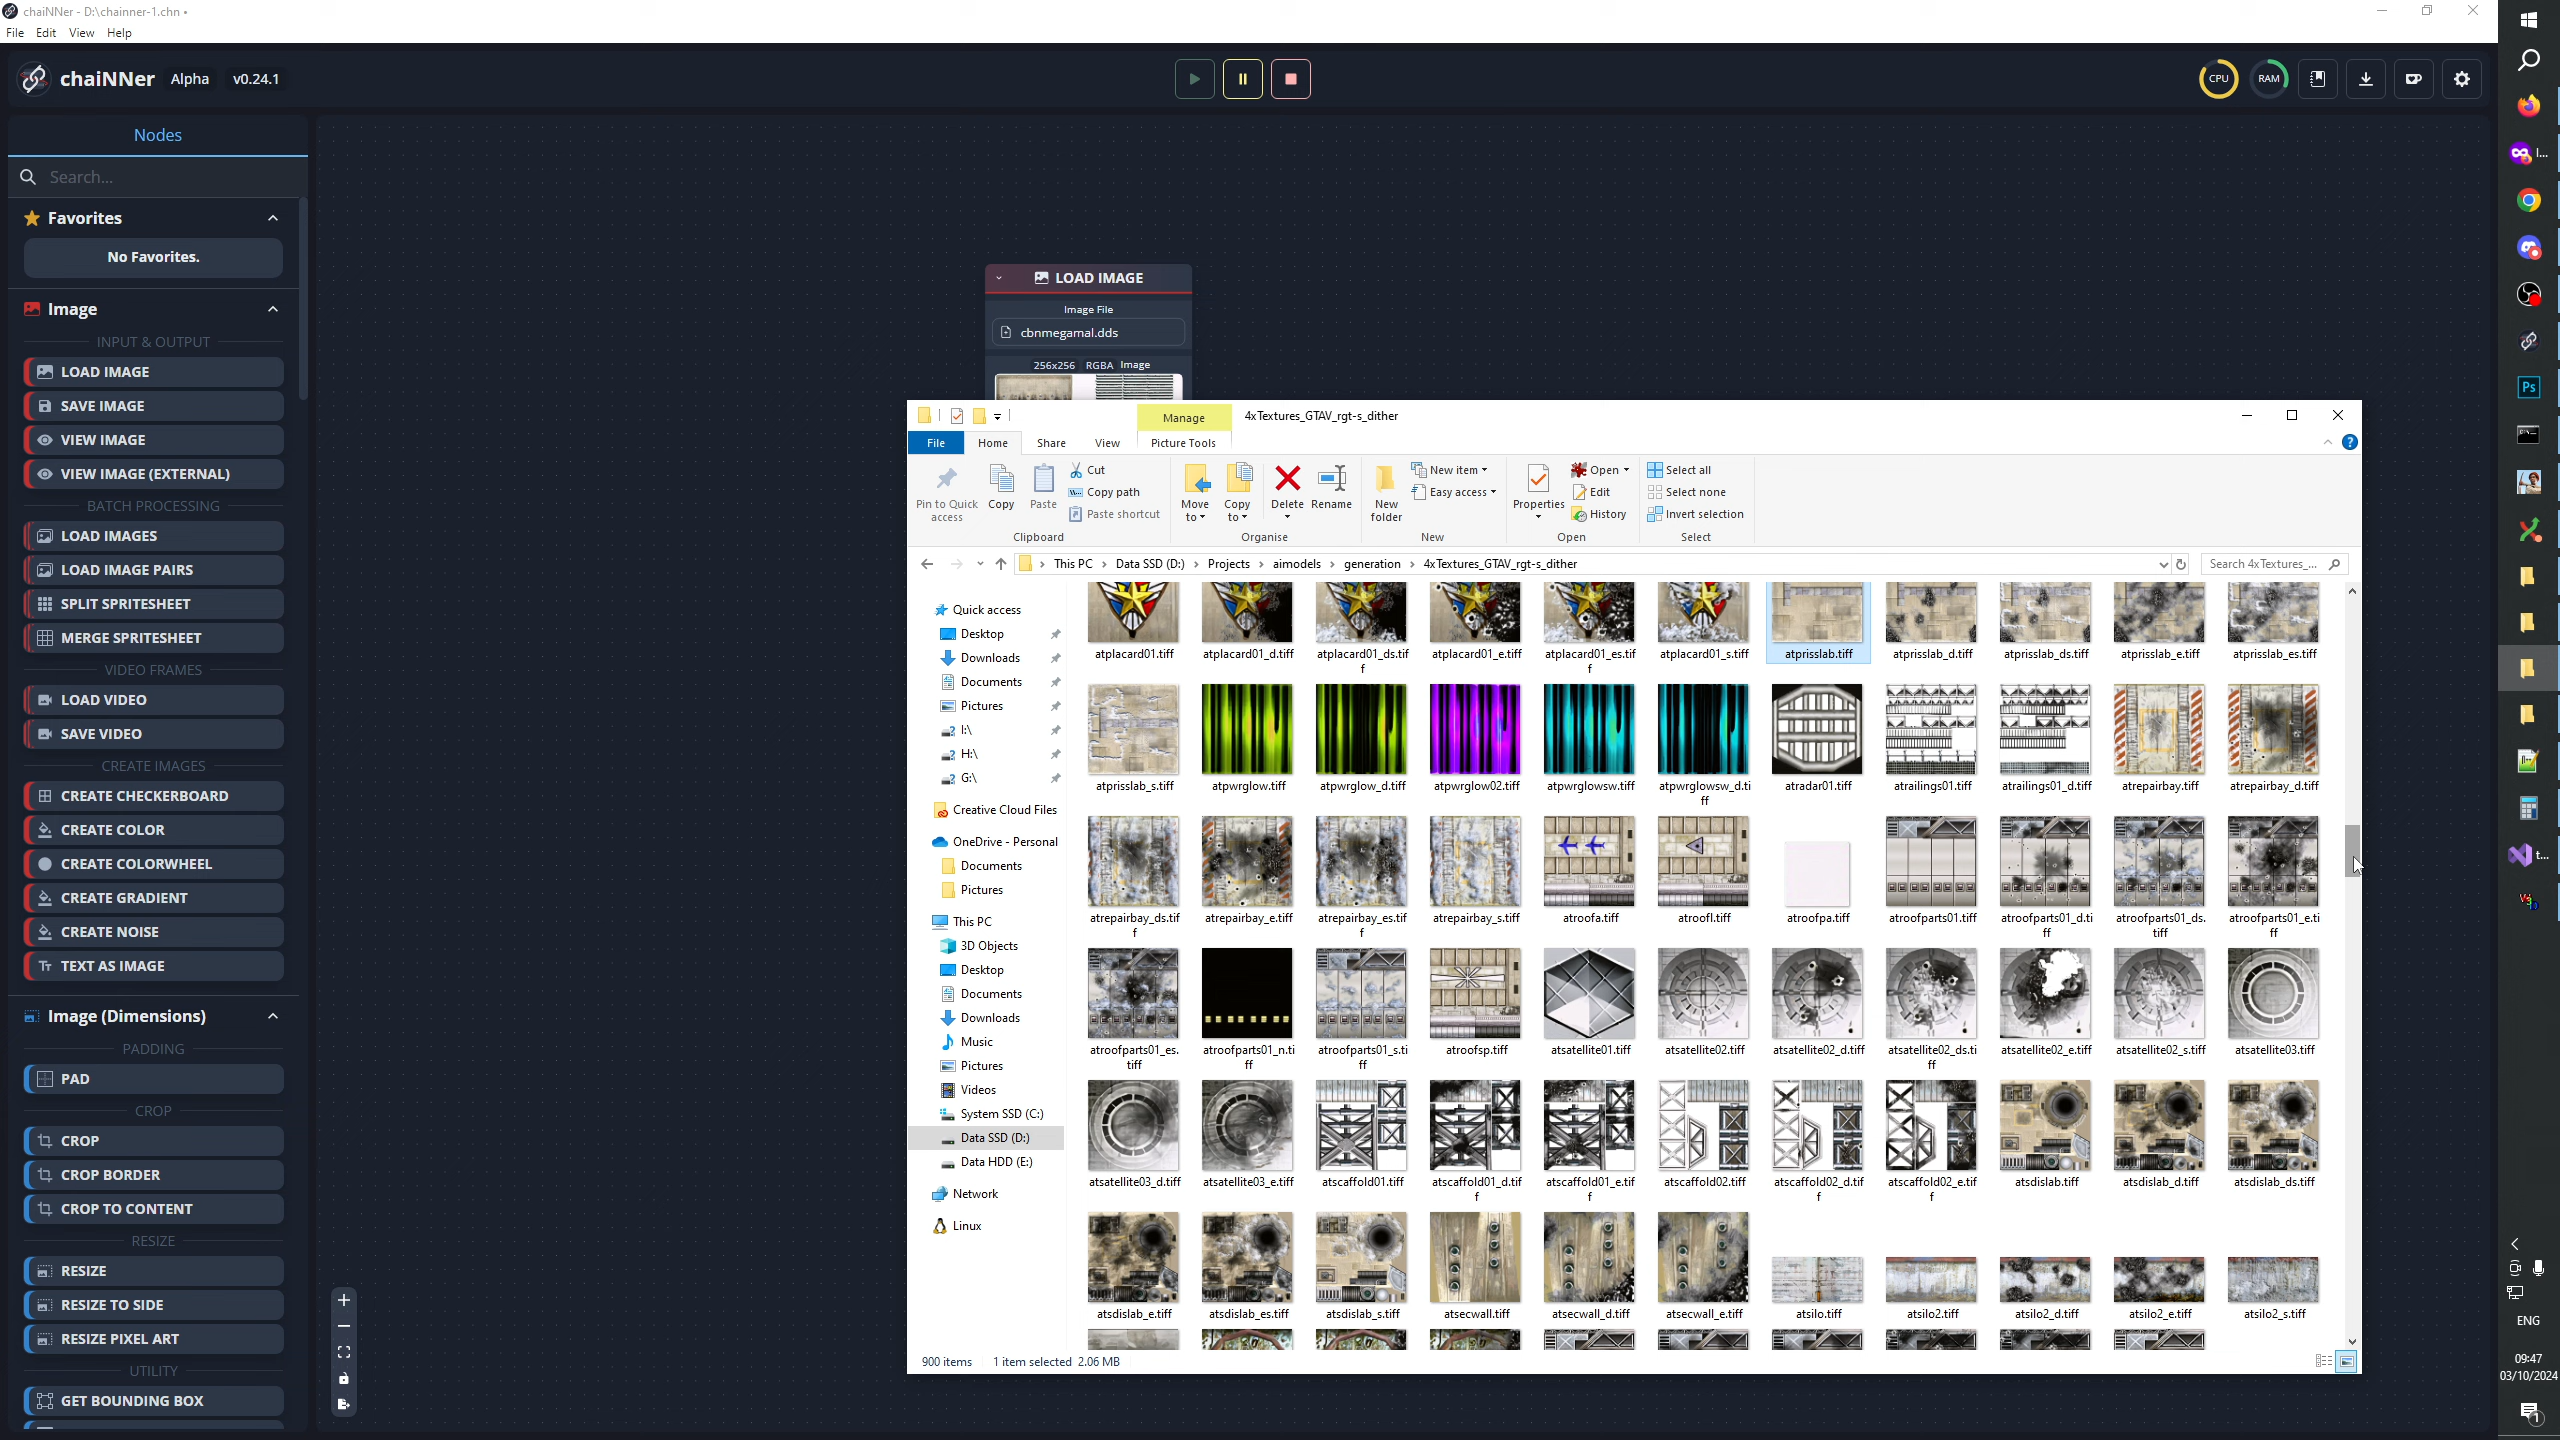 chaiNNer - D:\chainner-1.chn •
File Edit View Help
chaiNNer Alpha v0.24.1
CPU RAM
Nodes
Search...
Favorites
No Favorites.
Image
INPUT & OUTPUT
LOAD IMAGE
SAVE IMAGE
VIEW IMAGE
VIEW IMAGE (EXTERNAL)
BATCH PROCESSING
LOAD IMAGES
LOAD IMAGE PAIRS
SPLIT SPRITESHEET
MERGE SPRITESHEET
VIDEO FRAMES
LOAD VIDEO
SAVE VIDEO
CREATE IMAGES
CREATE CHECKERBOARD
CREATE COLOR
CREATE COLORWHEEL
CREATE GRADIENT
CREATE NOISE
TEXT AS IMAGE
Image (Dimensions)
PADDING
PAD
CROP
CROP
CROP BORDER
CROP TO CONTENT
RESIZE
RESIZE
RESIZE TO SIDE
RESIZE PIXEL ART
UTILITY
GET BOUNDING BOX
LOAD IMAGE
Image File
cbnmegamal.dds
256x256 RGBA Image
Manage 4xTextures_GTAV_rgt-s_dither
File Home Share View Picture Tools
Pin to Quick access
Copy
Paste
Cut
Copy path
Paste shortcut
Clipboard
Move to
Copy to
Delete
Rename
Organise
New folder
New item
Easy access
New
Properties
Open
Edit
History
Open
Select all
Select none
Invert selection
Select
This PC > Data SSD (D:) > Projects > aimodels > generation > 4xTextures_GTAV_rgt-s_dither
Search 4xTextures_...
Quick access
Desktop
Downloads
Documents
Pictures
I:\
H:\
G:\
Creative Cloud Files
OneDrive - Personal
Documents
Pictures
This PC
3D Objects
Desktop
Documents
Downloads
Music
Pictures
Videos
System SSD (C:)
Data SSD (D:)
Data HDD (E:)
Network
Linux
atplacard01.tiff atplacard01_d.tiff atplacard01_ds.tiff atplacard01_e.tiff atplacard01_es.tiff atplacard01_s.tiff atprisslab.tiff atprisslab_d.tiff atprisslab_ds.tiff atprisslab_e.tiff atprisslab_es.tiff
atprisslab_s.tiff atpwrglow.tiff atpwrglow_d.tiff atpwrglow02.tiff atpwrglowsw.tiff atpwrglowsw_d.tiff atradar01.tiff atrailings01.tiff atrailings01_d.tiff atrepairbay.tiff atrepairbay_d.tiff
atrepairbay_ds.tiff atrepairbay_e.tiff atrepairbay_es.tiff atrepairbay_s.tiff atroofa.tiff atroofl.tiff atroofpa.tiff atroofparts01.tiff atroofparts01_d.tiff atroofparts01_ds.tiff atroofparts01_e.tiff
atroofparts01_es.tiff atroofparts01_n.tiff atroofparts01_s.tiff atroofsp.tiff atsatellite01.tiff atsatellite02.tiff atsatellite02_d.tiff atsatellite02_ds.tiff atsatellite02_e.tiff atsatellite02_s.tiff atsatellite03.tiff
atsatellite03_d.tiff atsatellite03_e.tiff atscaffold01.tiff atscaffold01_d.tiff atscaffold01_e.tiff atscaffold02.tiff atscaffold02_d.tiff atscaffold02_e.tiff atsdislab.tiff atsdislab_d.tiff atsdislab_ds.tiff
atsdislab_e.tiff atsdislab_es.tiff atsdislab_s.tiff atsecwall.tiff atsecwall_d.tiff atsecwall_e.tiff atsilo.tiff atsilo2.tiff atsilo2_d.tiff atsilo2_e.tiff atsilo2_s.tiff
900 items 1 item selected 2.06 MB
I...
Ps
t...
ENG
09:47
03/10/2024
1